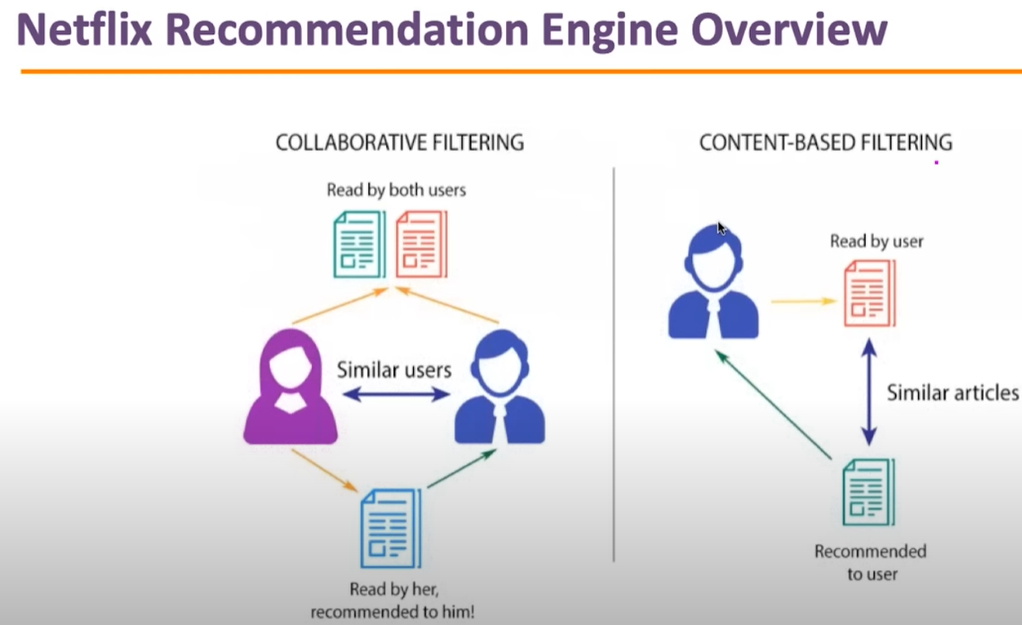 Netflix Recommendation Engine Overview
COLLABORATIVE FILTERING
Read by both users
Similar users
Read by her,
recommended to him!
CONTENT-BASED FILTERING
Read by user
Similar articles
Recommended
to user